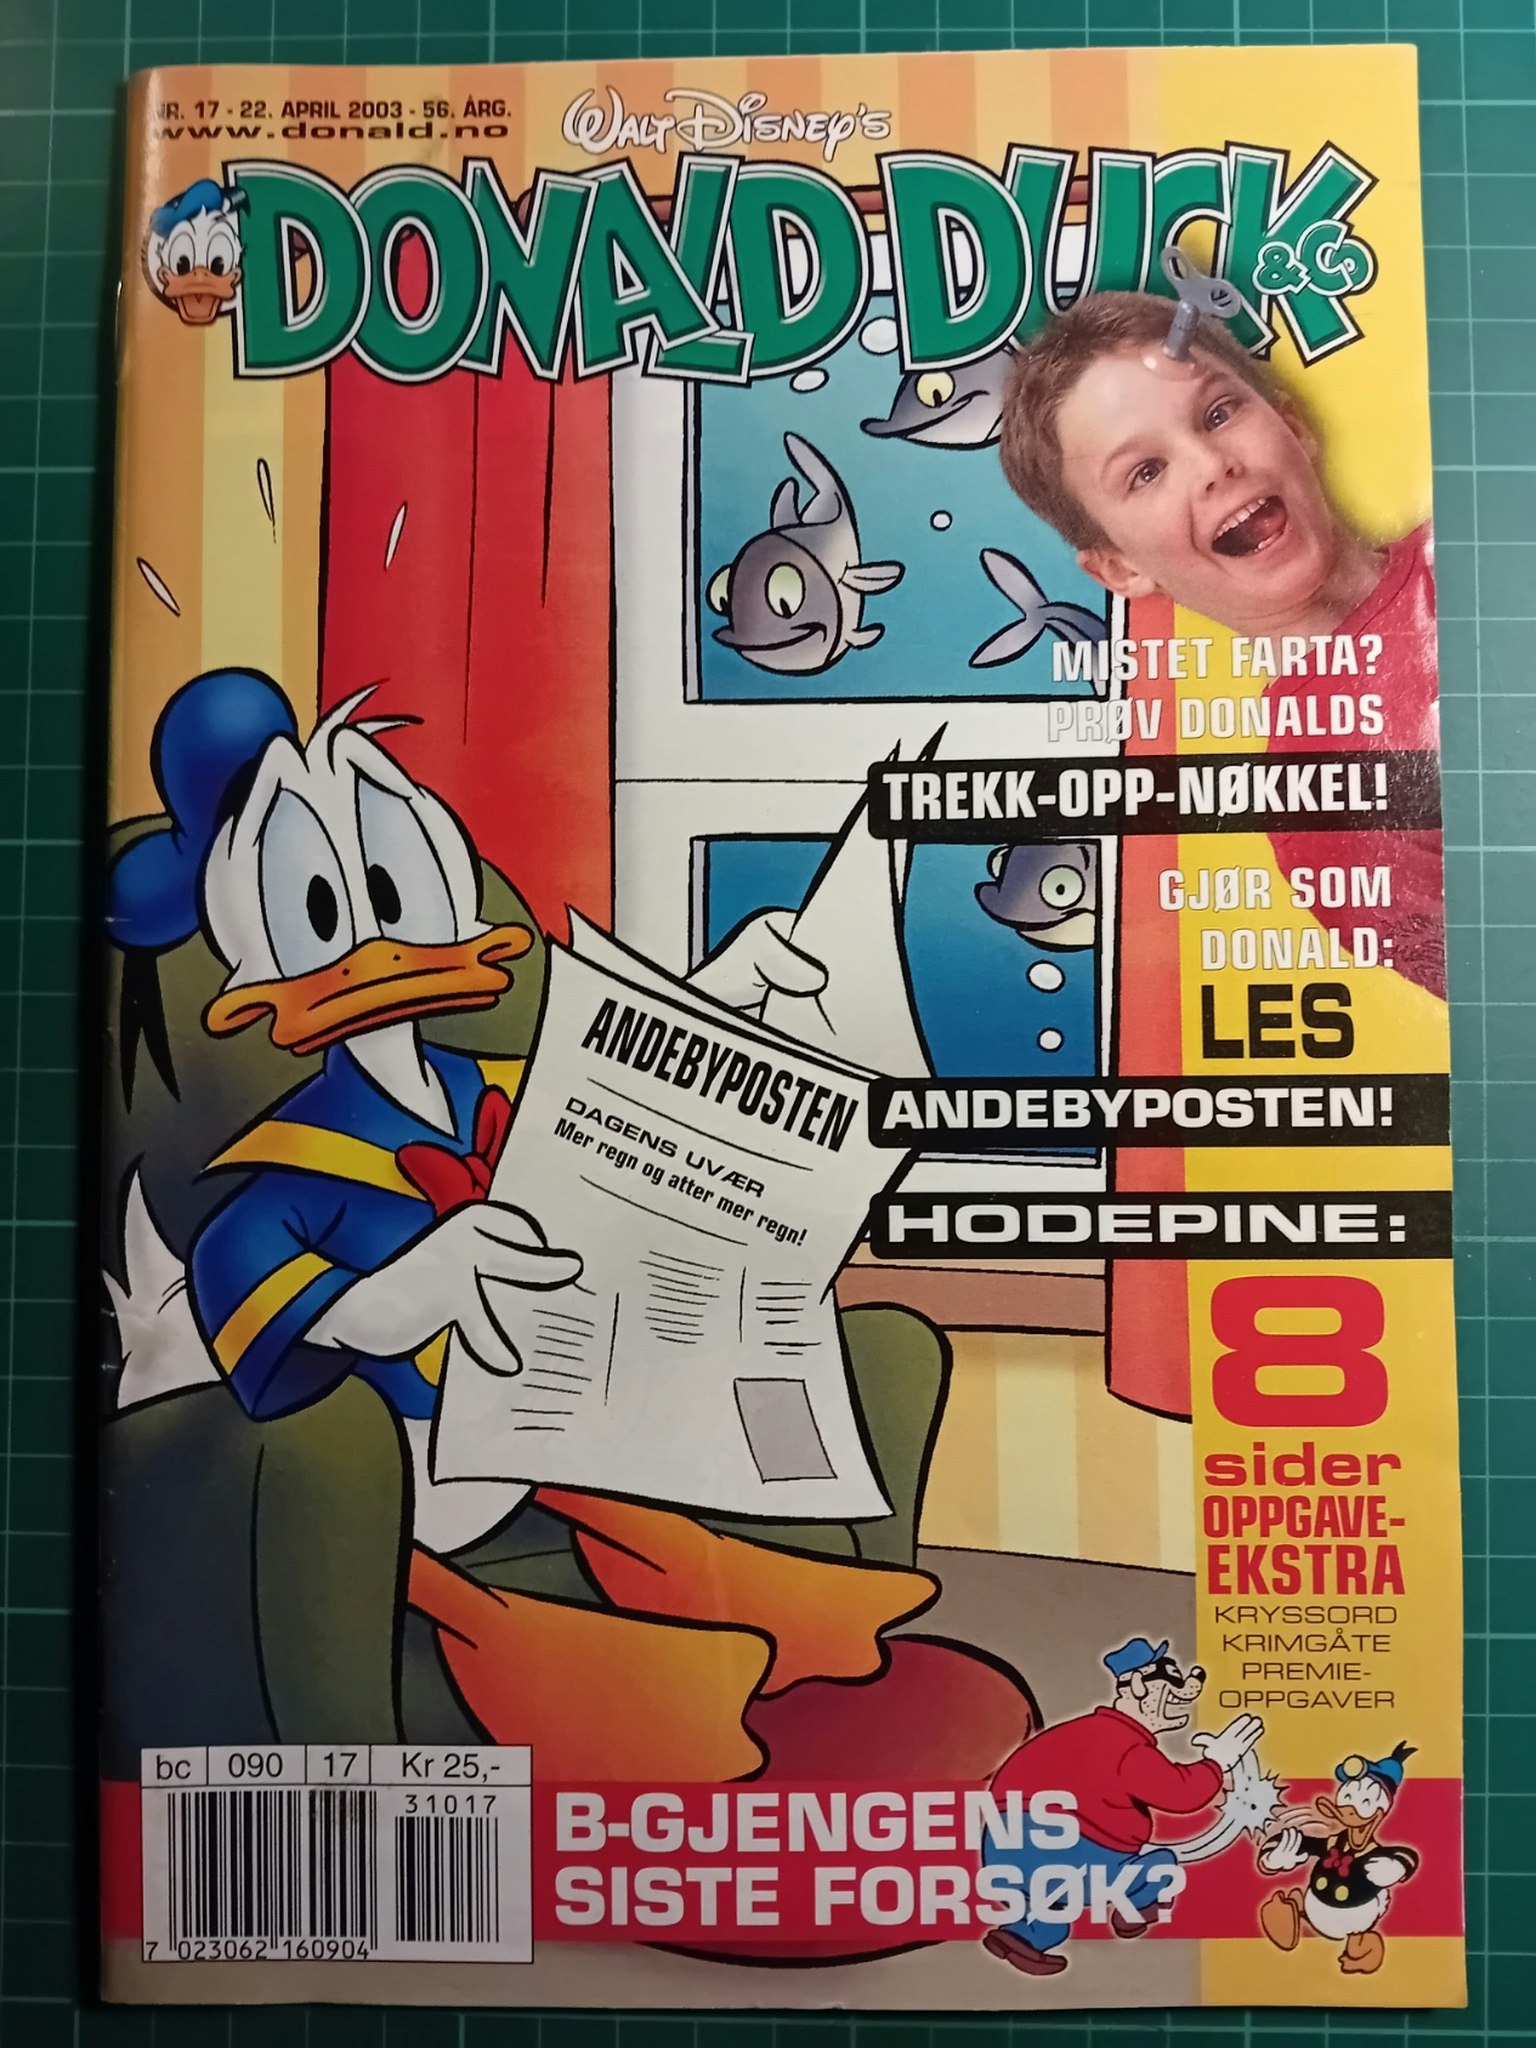 NR. 17 - 22. APRIL 2003 - 56. ÅRG.
www.donald.no
WALT DISNEY'S
DONALD DUCK
& Co
MISTET FARTA?
PRØV DONALDS
TREKK-OPP-NØKKEL!
GJØR SOM
DONALD:
LES
ANDEBYPOSTEN!
ANDEBYPOSTEN
DAGENS UVÆR
Mer regn og atter mer regn!
HODEPINE:
8
sider
OPPGAVE-
EKSTRA
KRYSSORD
KRIMGÅTE
PREMIE-
OPPGAVER
B-GJENGENS
SISTE FORSØK?
bc 090 17 Kr 25,-
31017
7 023062 160904